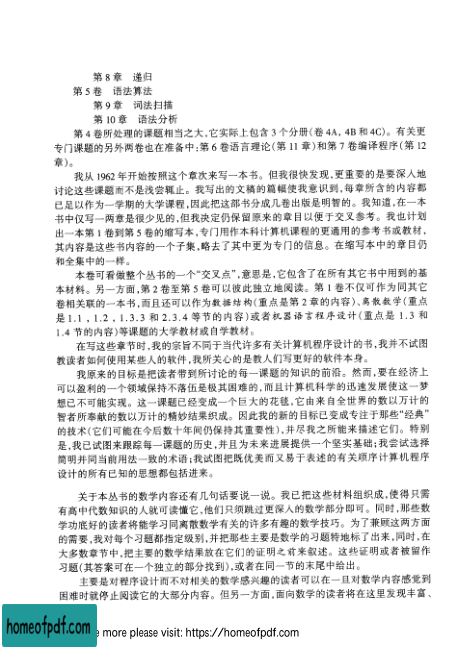 第 8 章 递归
第 5 卷 语法算法
第 9 章 词法扫描
第 10 章 语法分析
第 4 卷所处理的课题相当之大,它实际上包含 3 个分册(卷 4A, 4B 和 4C)。有关更
专门课题的另外两卷也在准备中:第 6 卷语言理论(第 11 章)和第 7 卷编译程序(第 12
章)。
我从 1962 年开始按照这个章次来写一本书。但我很快发现,更重要的是要深入地
讨论这些课题而不是浅尝辄止。我写出的文稿的篇幅使我意识到,每章所含的内容都
已足以作为一学期的大学课程,因此把这部书分成几卷出版是明智的。我知道,在一本
书中仅写一两章是很少见的,但我决定仍保留原来的章目以便于交叉参考。我也计划
出一本第 1 卷到第 5 卷的缩写本,专门用作本科计算机课程的更通用的参考书或教材,
其内容是这些书内容的一个子集,略去了其中更为专门的信息。在缩写本中的章目仍
和全集中的一样。
本卷可看做整个丛书的一个“交叉点”,意思是,它包含了在所有其它书中用到的基
本材料。另一方面,第 2 卷至第 5 卷可以彼此独立地阅读。第 1 卷不仅可作为同其它
卷相关联的一本书,而且还可以作为数据结构(重点是第 2 章的内容)、离散数学(重点
是 1.1 , 1.2 , 1.3.3 和 2.3.4 等节的内容)或者机器语言程序设计(重点是 1.3 和
1.4 节的内容)等课题的大学教材或自学教材。
在写这些章节时,我的宗旨不同于当代许多有关计算机程序设计的书,我并不试图
教读者如何使用某些人的软件,我所关心的是教人们写更好的软件本身。
我原来的目标是把读者带到所讨论的每一课题的知识的前沿。然而,要在经济上
可以盈利的一个领域保持不落伍是极其困难的,而且计算机科学的迅速发展使这一梦
想已不可能实现。这一课题已经变成一个巨大的花毯,它由来自全世界的数以万计的
智者所奉献的数以万计的精妙结果织成。因此我的新的目标已变成专注于那些“经典”
的技术(它们可能在今后数十年间仍保持其重要性),并尽我之所能来描述它们。特别
是,我已试图来跟踪每一课题的历史,并且为未来进展提供一个坚实基础;我尝试选择
简明并同当前用法一致的术语;我试图把既优美而又易于表述的有关顺序计算机程序
设计的所有已知的思想都包括进来。
关于本丛书的数学内容还有几句话要说一说。我已把这些材料组织成,使得只需
有高中代数知识的人就可读懂它,他们只须跳过更深入的数学部分即可。同时,那些数
学功底好的读者将能学习同离散数学有关的许多有趣的数学技巧。为了兼顾这两方面
的需要,我对每个习题都指定级别,并把那些主要是数学的习题特地标了出来,同时,在
大多数章节中,把主要的数学结果放在它们的证明之前来叙述。这些证明或者被留作
习题(其答案可在一个独立的部分找到),或者在同一节的末尾中给出。
主要是对程序设计而不对相关的数学感兴趣的读者可以在一旦对数学内容感觉到
困难时就停止阅读它的大部分内容。但另一方面,面向数学的读者将在这里发现丰富、
homeofpdf.com
e more please visit: https://homeofpdf.com